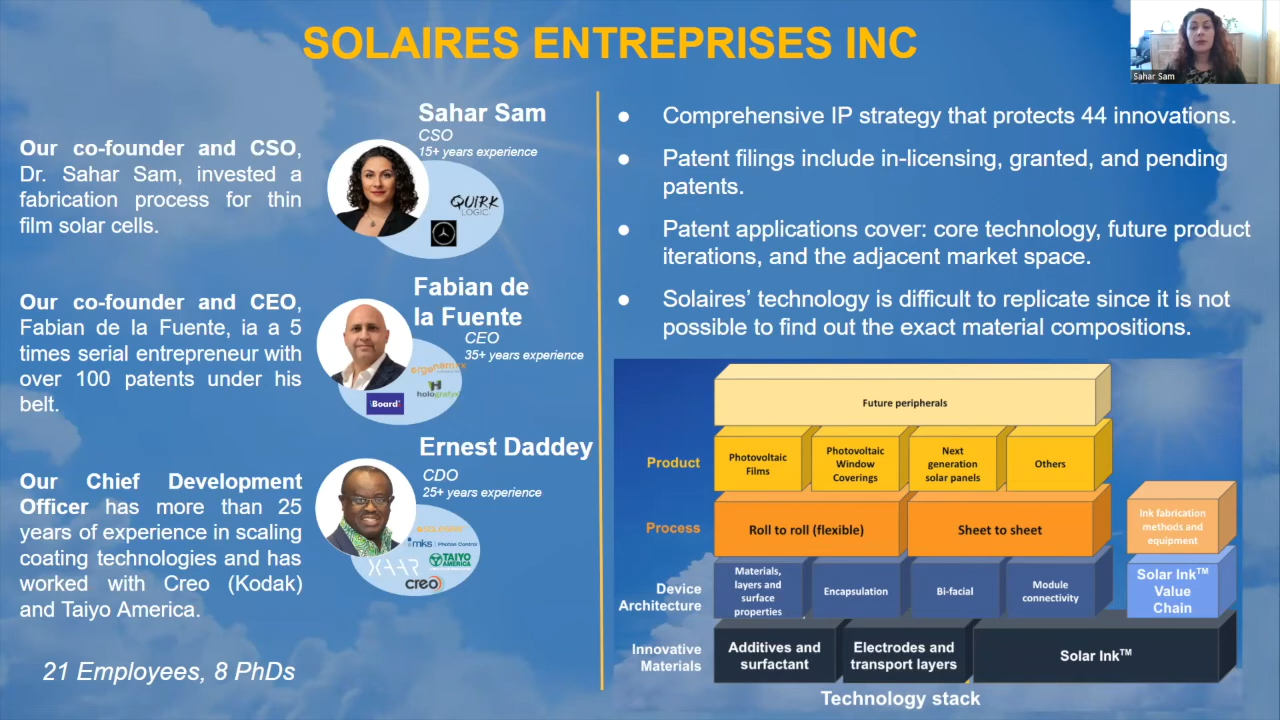 SOLAIRES ENTREPRISES INC
Sahar Sam
Our co-founder and CSO,
Dr. Sahar Sam, invested a
fabrication process for thin
film solar cells.
Sahar Sam
CSO
15+ years experience
QUIRK
LOGIC
Our co-founder and CEO,
Fabian de la Fuente, ia a 5
times serial entrepreneur with
over 100 patents under his
belt.
Fabian de
la Fuente
CEO
35+ years experience
Board
Our Chief Development
Officer has more than 25
years of experience in scaling
coating technologies and has
worked with Creo (Kodak)
and Taiyo America.
Ernest Daddey
CDO
25+ years experience
mks | Photon Control
XAAR
TAIYO
AMERICA
creo
21 Employees, 8 PhDs
● Comprehensive IP strategy that protects 44 innovations.
● Patent filings include in-licensing, granted, and pending
patents.
● Patent applications cover: core technology, future product
iterations, and the adjacent market space.
● Solaires’ technology is difficult to replicate since it is not
possible to find out the exact material compositions.
Future peripherals
Product
Photovoltaic
Films
Photovoltaic
Window
Coverings
Next
generation
solar panels
Others
Process
Roll to roll (flexible)
Sheet to sheet
Ink fabrication
methods and
equipment
Device
Architecture
Materials,
layers and
surface
properties
Encapsulation
Bi-facial
Module
connectivity
Solar Ink™
Value
Chain
Innovative
Materials
Additives and
surfactant
Electrodes and
transport layers
Solar Ink™
Technology stack